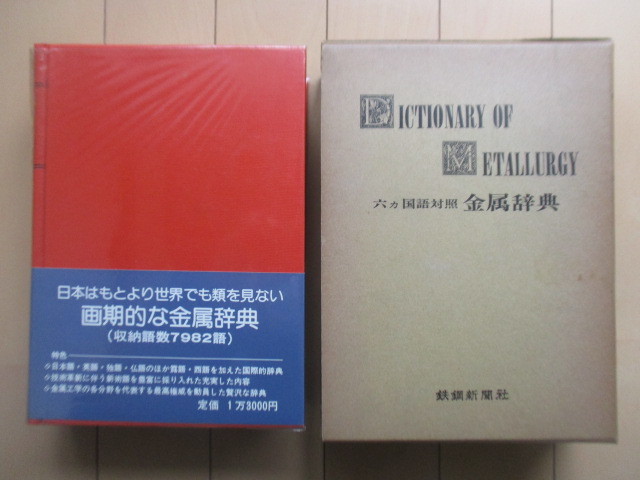 日本はもとより世界でも類を見ない
画期的な金属辞典
(収納語数7982語)
特色
◇日本語・英語・独語・仏語のほか露語・西語を加えた国際的辞典
◇技術革新に伴う新術語を豊富に採り入れた充実した内容
◇金属工学の各分野を代表する最高権威を動員した贅沢な辞典
定価 1万3000円
DICTIONARY OF
METALLURGY
六ヵ国語対照 金属辞典
鉄鋼新聞社